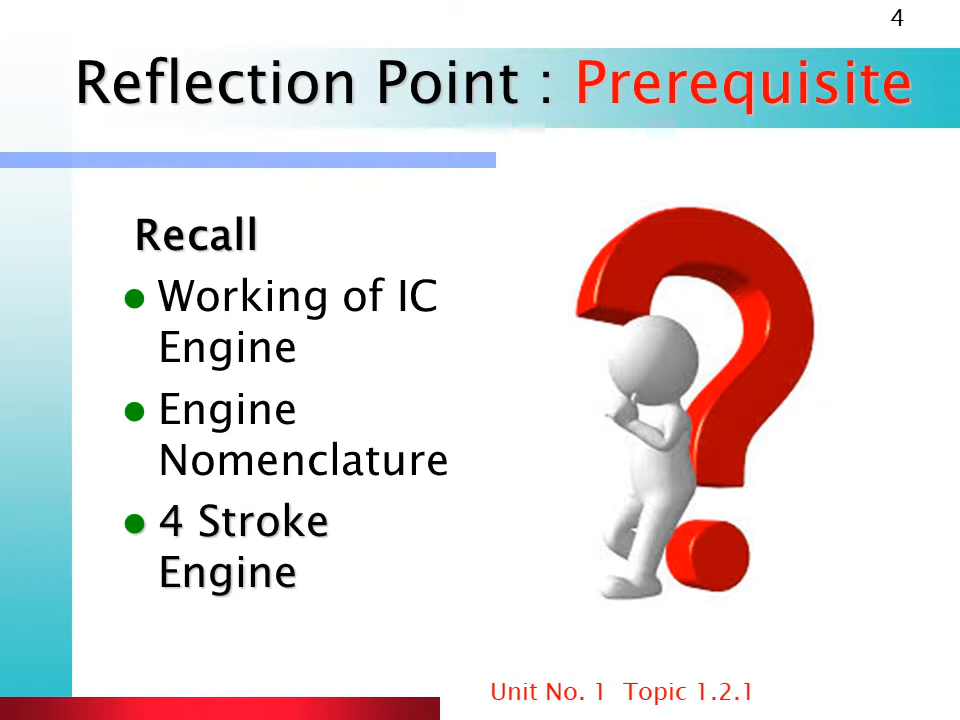 4
Reflection Point : Prerequisite
Recall
● Working of IC
Engine
● Engine
Nomenclature
● 4 Stroke
Engine
Unit No. 1 Topic 1.2.1